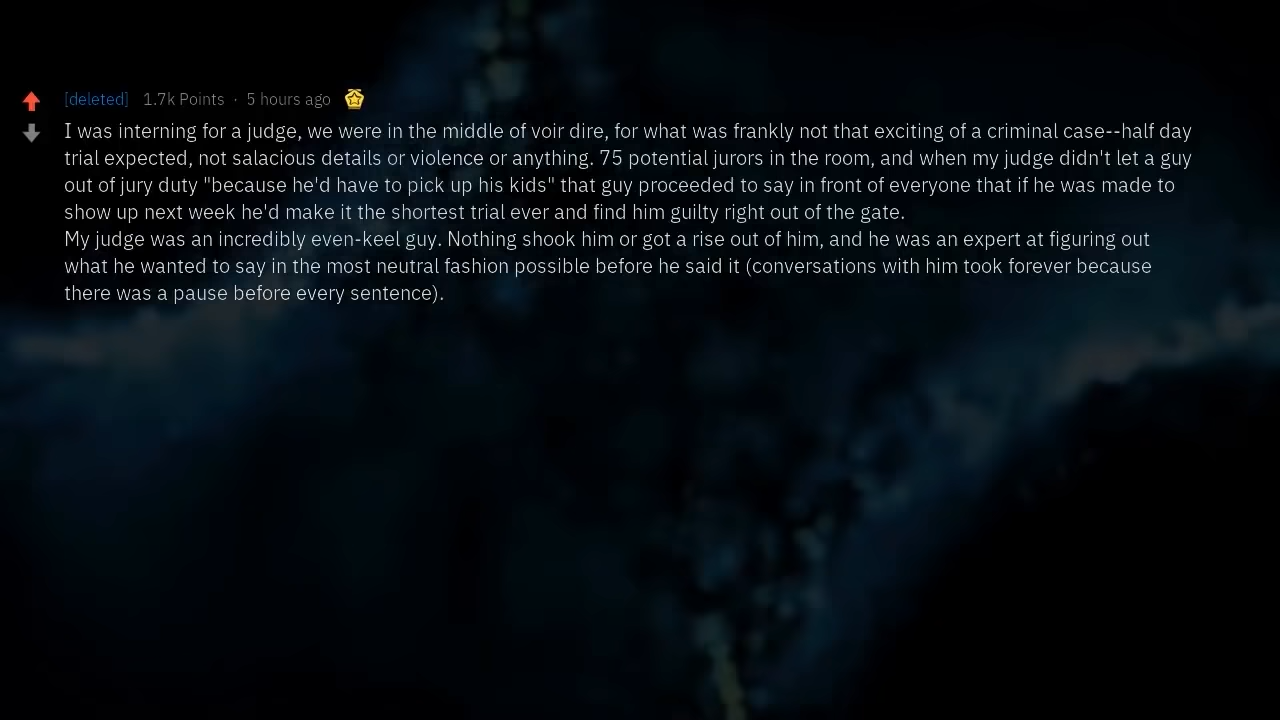 [deleted] 1.7k Points · 5 hours ago
I was interning for a judge, we were in the middle of voir dire, for what was frankly not that exciting of a criminal case--half day
trial expected, not salacious details or violence or anything. 75 potential jurors in the room, and when my judge didn't let a guy
out of jury duty "because he'd have to pick up his kids" that guy proceeded to say in front of everyone that if he was made to
show up next week he'd make it the shortest trial ever and find him guilty right out of the gate.
My judge was an incredibly even-keel guy. Nothing shook him or got a rise out of him, and he was an expert at figuring out
what he wanted to say in the most neutral fashion possible before he said it (conversations with him took forever because
there was a pause before every sentence).